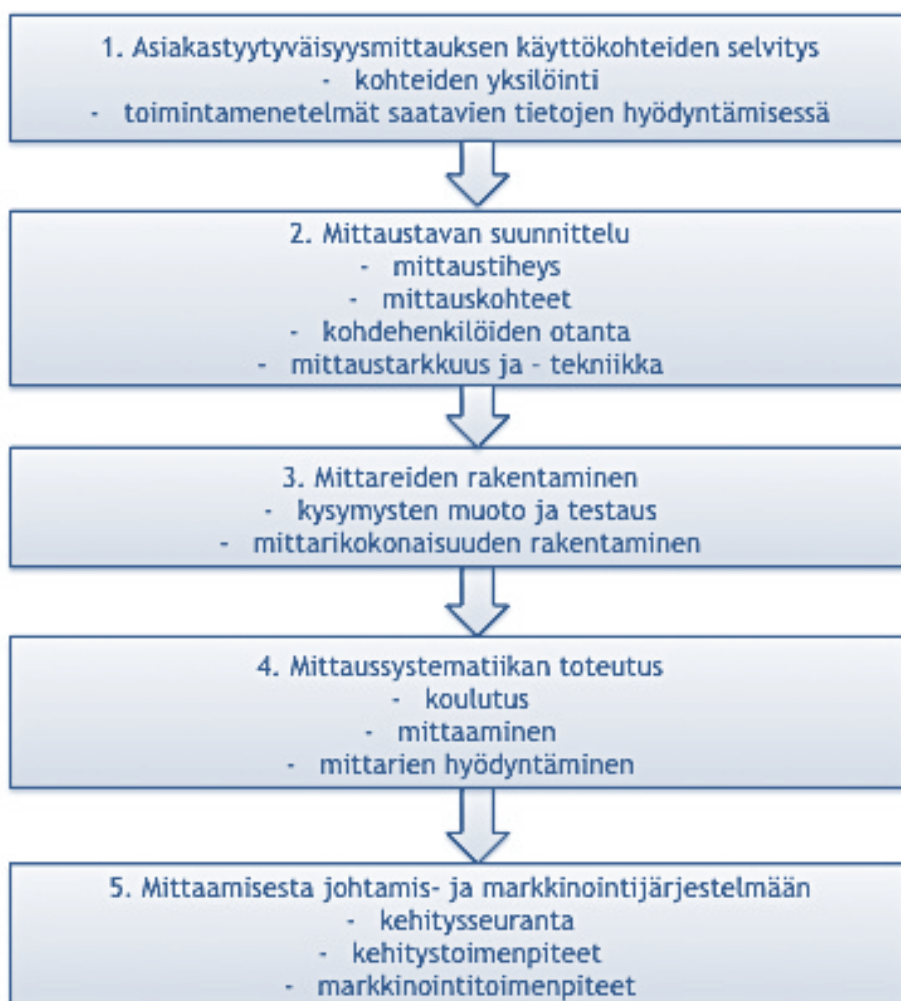 1. Asiakastyytyväisyysmittauksen käyttökohteiden selvitys
- kohteiden yksilöinti
- toimintamenetelmät saatavien tietojen hyödyntämisessä
2. Mittaustavan suunnittelu
- mittaustiheys
- mittauskohteet
- kohdehenkilöiden otanta
- mittaustarkkuus ja - tekniikka
3. Mittareiden rakentaminen
- kysymysten muoto ja testaus
- mittarikokonaisuuden rakentaminen
4. Mittaussystematiikan toteutus
- koulutus
- mittaaminen
- mittarien hyödyntäminen
5. Mittaamisesta johtamis- ja markkinointijärjestelmään
- kehitysseuranta
- kehitystoimenpiteet
- markkinointitoimenpiteet